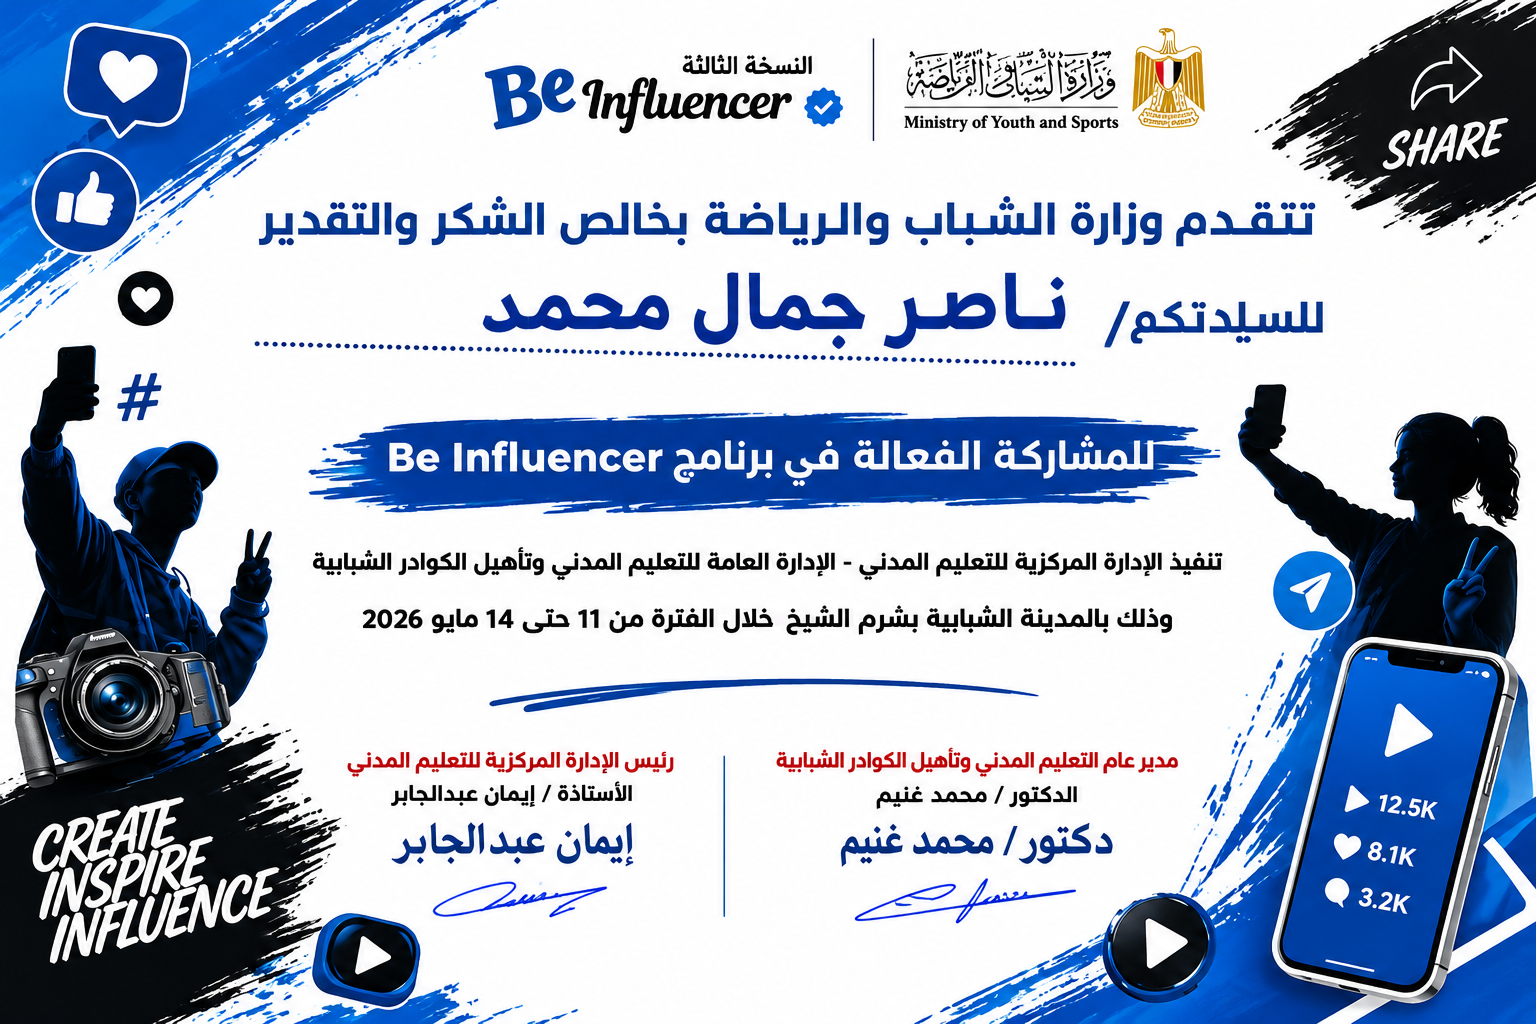 النسخة الثالثة
Be Influencer
وزارة الشباب والرياضة
Ministry of Youth and Sports
SHARE
تتقدم وزارة الشباب والرياضة بخالص الشكر والتقدير
للسيادتكم/ ناصر جمال محمد
#
للمشاركة الفعالة في برنامج Be Influencer
تنفيذ الإدارة المركزية للتعليم المدني - الإدارة العامة للتعليم المدني وتأهيل الكوادر الشبابية
وذلك بالمدينة الشبابية بشرم الشيخ خلال الفترة من 11 حتى 14 مايو 2026
مدير عام التعليم المدني وتأهيل الكوادر الشبابية
الدكتور / محمد غنيم
دكتور / محمد غنيم
رئيس الإدارة المركزية للتعليم المدني
الأستاذة / إيمان عبدالجابر
إيمان عبدالجابر
12.5K
8.1K
3.2K
CREATE
INSPIRE
INFLUENCE